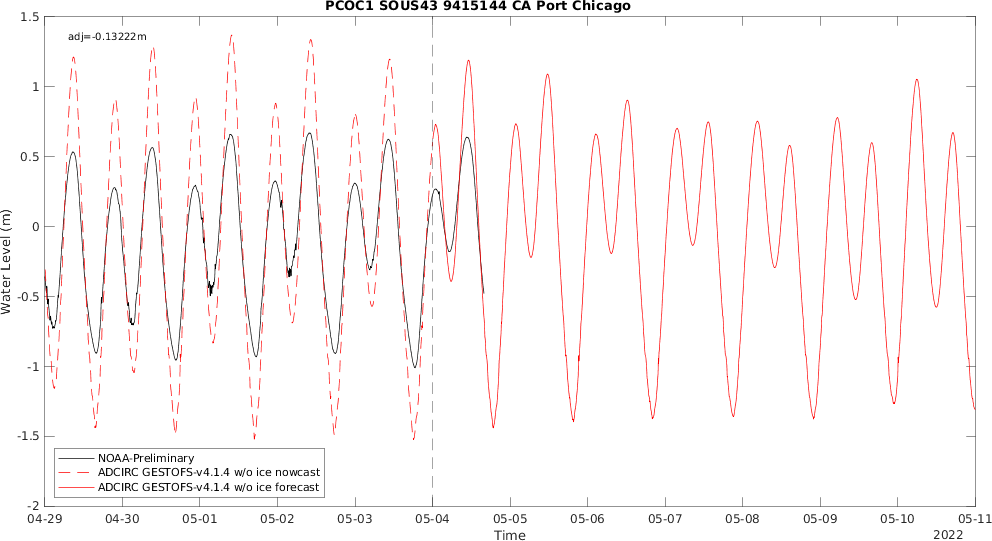 PCOC1 SOUS43 9415144 CA Port Chicago
adj=-0.13222m
1.5
1
0.5
0
-0.5
-1
-1.5
-2
Water Level (m)
NOAA-Preliminary
ADCIRC GESTOFS-v4.1.4 w/o ice nowcast
ADCIRC GESTOFS-v4.1.4 w/o ice forecast
04-29 04-30 05-01 05-02 05-03 05-04 05-05 05-06 05-07 05-08 05-09 05-10 05-11
Time
2022